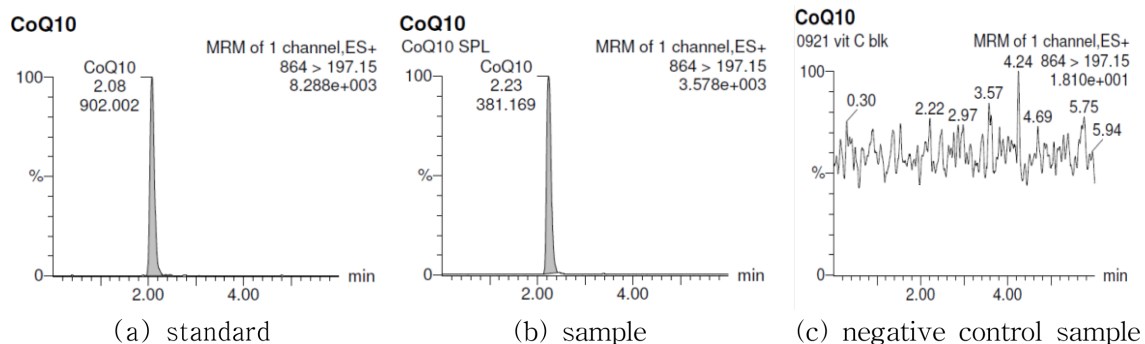 CoQ10
MRM of 1 channel,ES+
864 > 197.15
8.288e+003
CoQ10
2.08
902.002
100
%
0
2.00
4.00
min
(a) standard
CoQ10
CoQ10 SPL
MRM of 1 channel,ES+
864 > 197.15
3.578e+003
CoQ10
2.23
381.169
100
%
0
2.00
4.00
min
(b) sample
CoQ10
0921 vit C blk
MRM of 1 channel,ES+
4.24 864 > 197.15
1.810e+001
100
0.30
2.22
2.97
3.57
4.69
5.75
5.94
%
0
2.00
4.00
min
(c) negative control sample